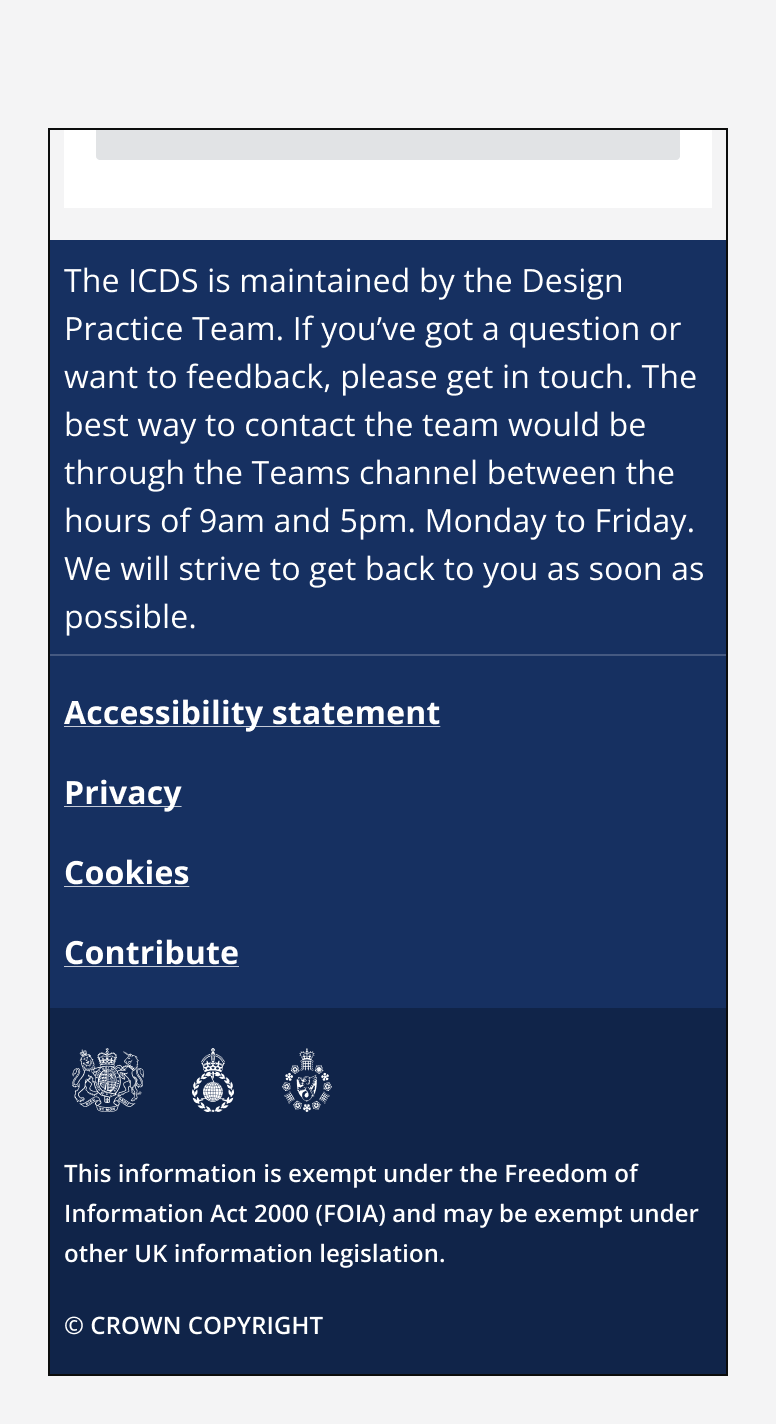 The ICDS is maintained by the Design
Practice Team. If you’ve got a question or
want to feedback, please get in touch. The
best way to contact the team would be
through the Teams channel between the
hours of 9am and 5pm. Monday to Friday.
We will strive to get back to you as soon as
possible.
Accessibility statement
Privacy
Cookies
Contribute
This information is exempt under the Freedom of
Information Act 2000 (FOIA) and may be exempt under
other UK information legislation.
© CROWN COPYRIGHT